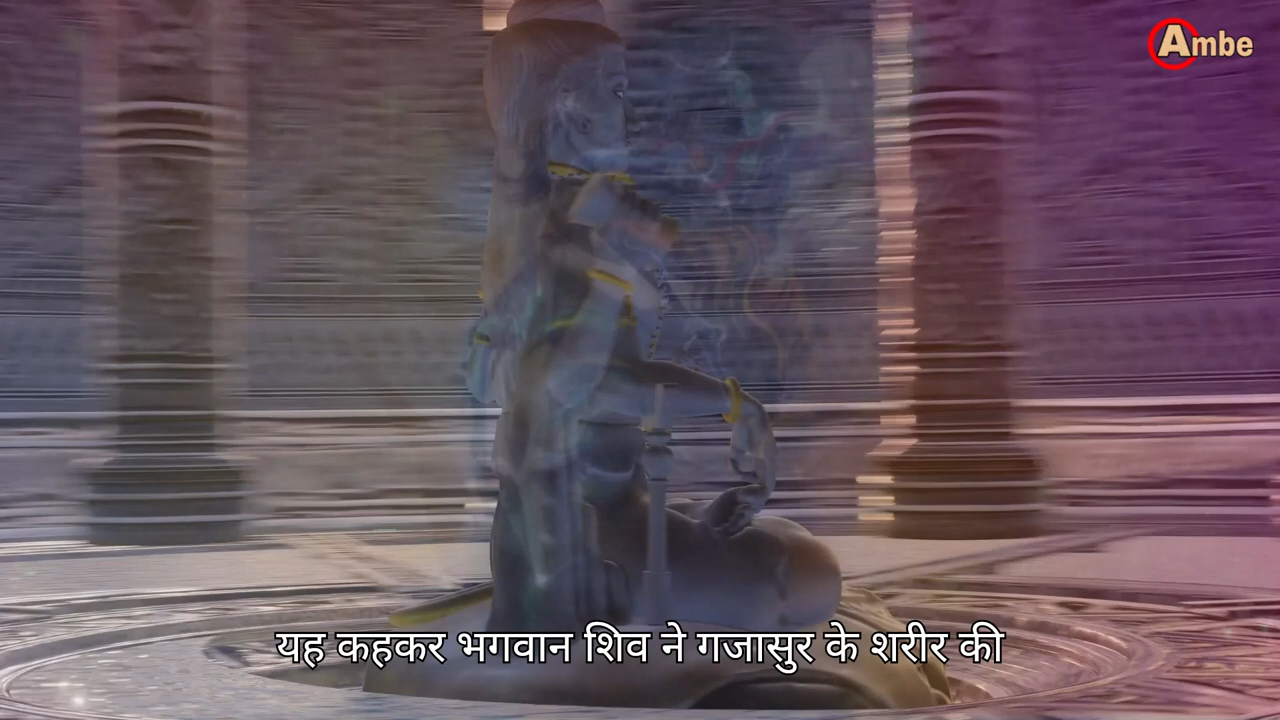 Ambe
यह कहकर भगवान शिव ने गजासुर के शरीर की